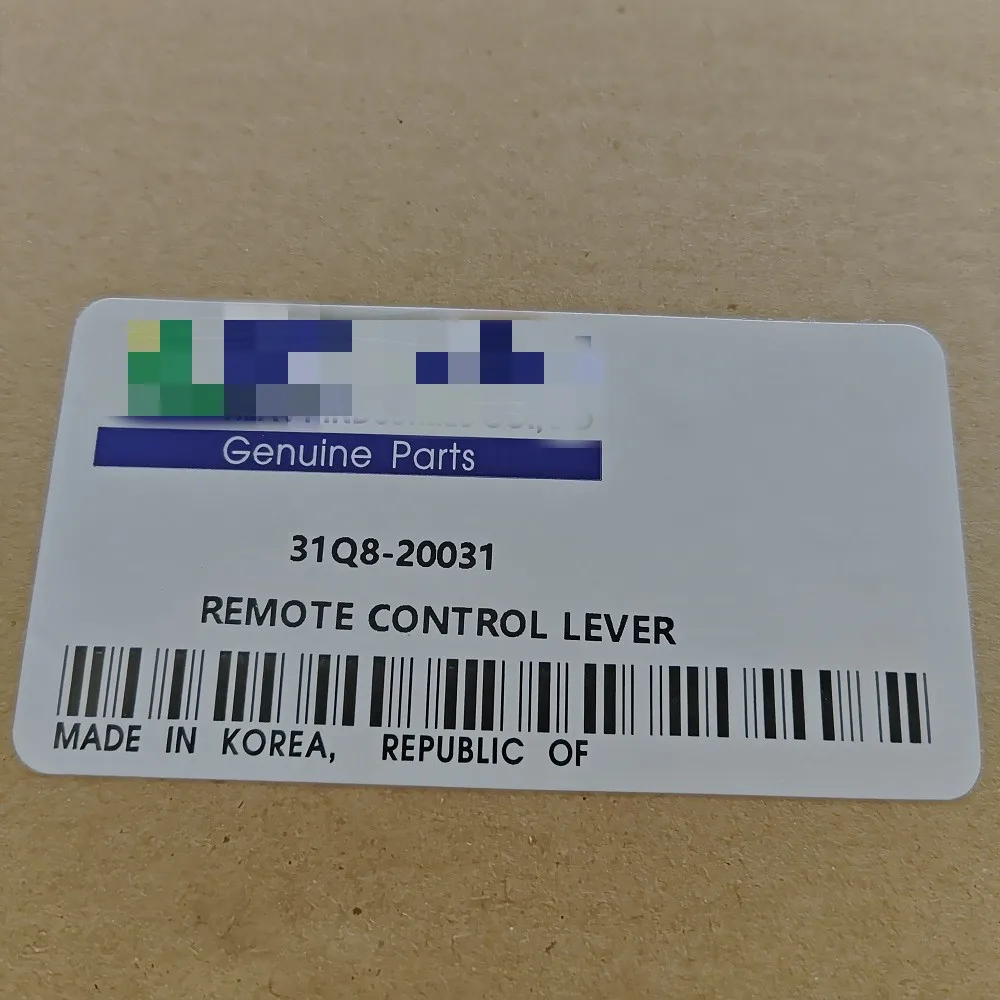 Genuine Parts
31Q8-20031
REMOTE CONTROL LEVER
MADE IN KOREA, REPUBLIC OF